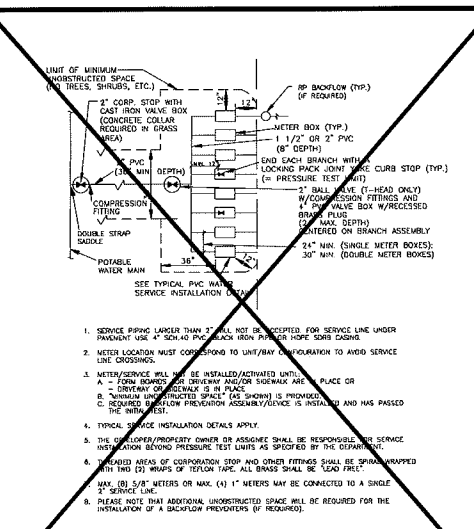 LIMIT OF MINIMUM
UNOBSTRUCTED SPACE
(NO TREES, SHRUBS, ETC.)
2" CORP. STOP WITH
CAST IRON VALVE BOX
(CONCRETE COLLAR
REQUIRED IN GRASS
AREA)
2" PVC
(36" MIN DEPTH)
COMPRESSION
FITTING
DOUBLE STRAP
SADDLE
POTABLE
WATER MAIN
12"
12"
36"
12"
RP BACKFLOW (TYP.)
(IF REQUIRED)
METER BOX (TYP.)
1 1/2" OR 2" PVC
(8" DEPTH)
END EACH BRANCH WITH A
LOCKING PACK JOINT YOKE CURB STOP (TYP.)
(= PRESSURE TEST LIMIT)
2" BALL VALVE (T-HEAD ONLY)
W/COMPRESSION FITTINGS AND
4" PVC VALVE BOX W/RECESSED
BRASS PLUG
MAX. DEPTH)
CENTERED ON BRANCH ASSEMBLY
24" MIN. (SINGLE METER BOXES);
30" MIN. (DOUBLE METER BOXES)
SEE TYPICAL PVC WATER
SERVICE INSTALLATION DETAIL
1. SERVICE PIPING LARGER THAN 2" WILL NOT BE ACCEPTED. FOR SERVICE LINE UNDER
PAVEMENT USE 4" SCH.40 PVC, BLACK IRON PIPE OR HDPE SDR9 CASING.
2. METER LOCATION MUST CORRESPOND TO UNIT/BAY CONFIGURATION TO AVOID SERVICE
LINE CROSSINGS.
3. METER/SERVICE WILL NOT BE INSTALLED/ACTIVATED UNTIL:
A. - FORM BOARDS FOR DRIVEWAY AND/OR SIDEWALK ARE IN PLACE OR
- DRIVEWAY OR SIDEWALK IS IN PLACE
B. "MINIMUM UNOBSTRUCTED SPACE" (AS SHOWN) IS PROVIDED.
C. REQUIRED BACKFLOW PREVENTION ASSEMBLY/DEVICE IS INSTALLED AND HAS PASSED
THE INITIAL TEST.
4. TYPICAL SERVICE INSTALLATION DETAILS APPLY.
5. THE DEVELOPER/PROPERTY OWNER OR ASSIGNEE SHALL BE RESPONSIBLE FOR SERVICE
INSTALLATION BEYOND PRESSURE TEST LIMITS AS SPECIFIED BY THE DEPARTMENT.
6. THREADED AREAS OF CORPORATION STOP AND OTHER FITTINGS SHALL BE SPIRAL WRAPPED
WITH TWO (2) WRAPS OF TEFLON TAPE. ALL BRASS SHALL BE "LEAD FREE".
7. MAX. (8) 5/8" METERS OR MAX. (4) 1" METERS MAY BE CONNECTED TO A SINGLE
2" SERVICE LINE.
8. PLEASE NOTE THAT ADDITIONAL UNOBSTRUCTED SPACE WILL BE REQUIRED FOR THE
INSTALLATION OF A BACKFLOW PREVENTERS (IF REQUIRED).